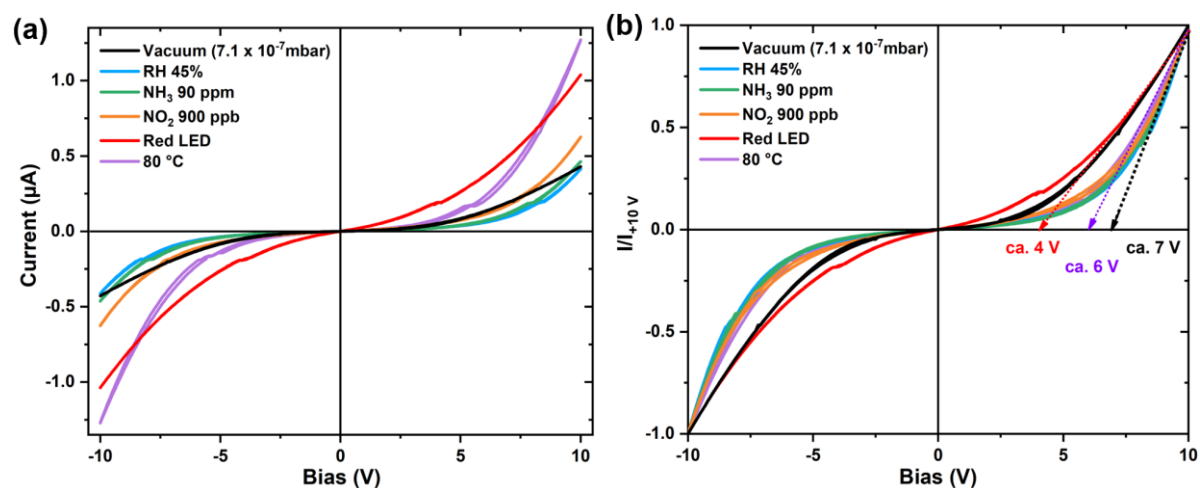 (a)
Vacuum (7.1 x 10⁻⁷mbar)
RH 45%
NH₃ 90 ppm
NO₂ 900 ppb
Red LED
80 °C
Current (µA)
1.0
0.5
0.0
-0.5
-1.0
-10 -5 0 5 10
Bias (V)
(b)
Vacuum (7.1 x 10⁻⁷mbar)
RH 45%
NH₃ 90 ppm
NO₂ 900 ppb
Red LED
80 °C
I/I₊₁₀ ᵥ
1.0
0.5
0.0
-0.5
-1.0
ca. 4 V
ca. 6 V
ca. 7 V
-10 -5 0 5 10
Bias (V)